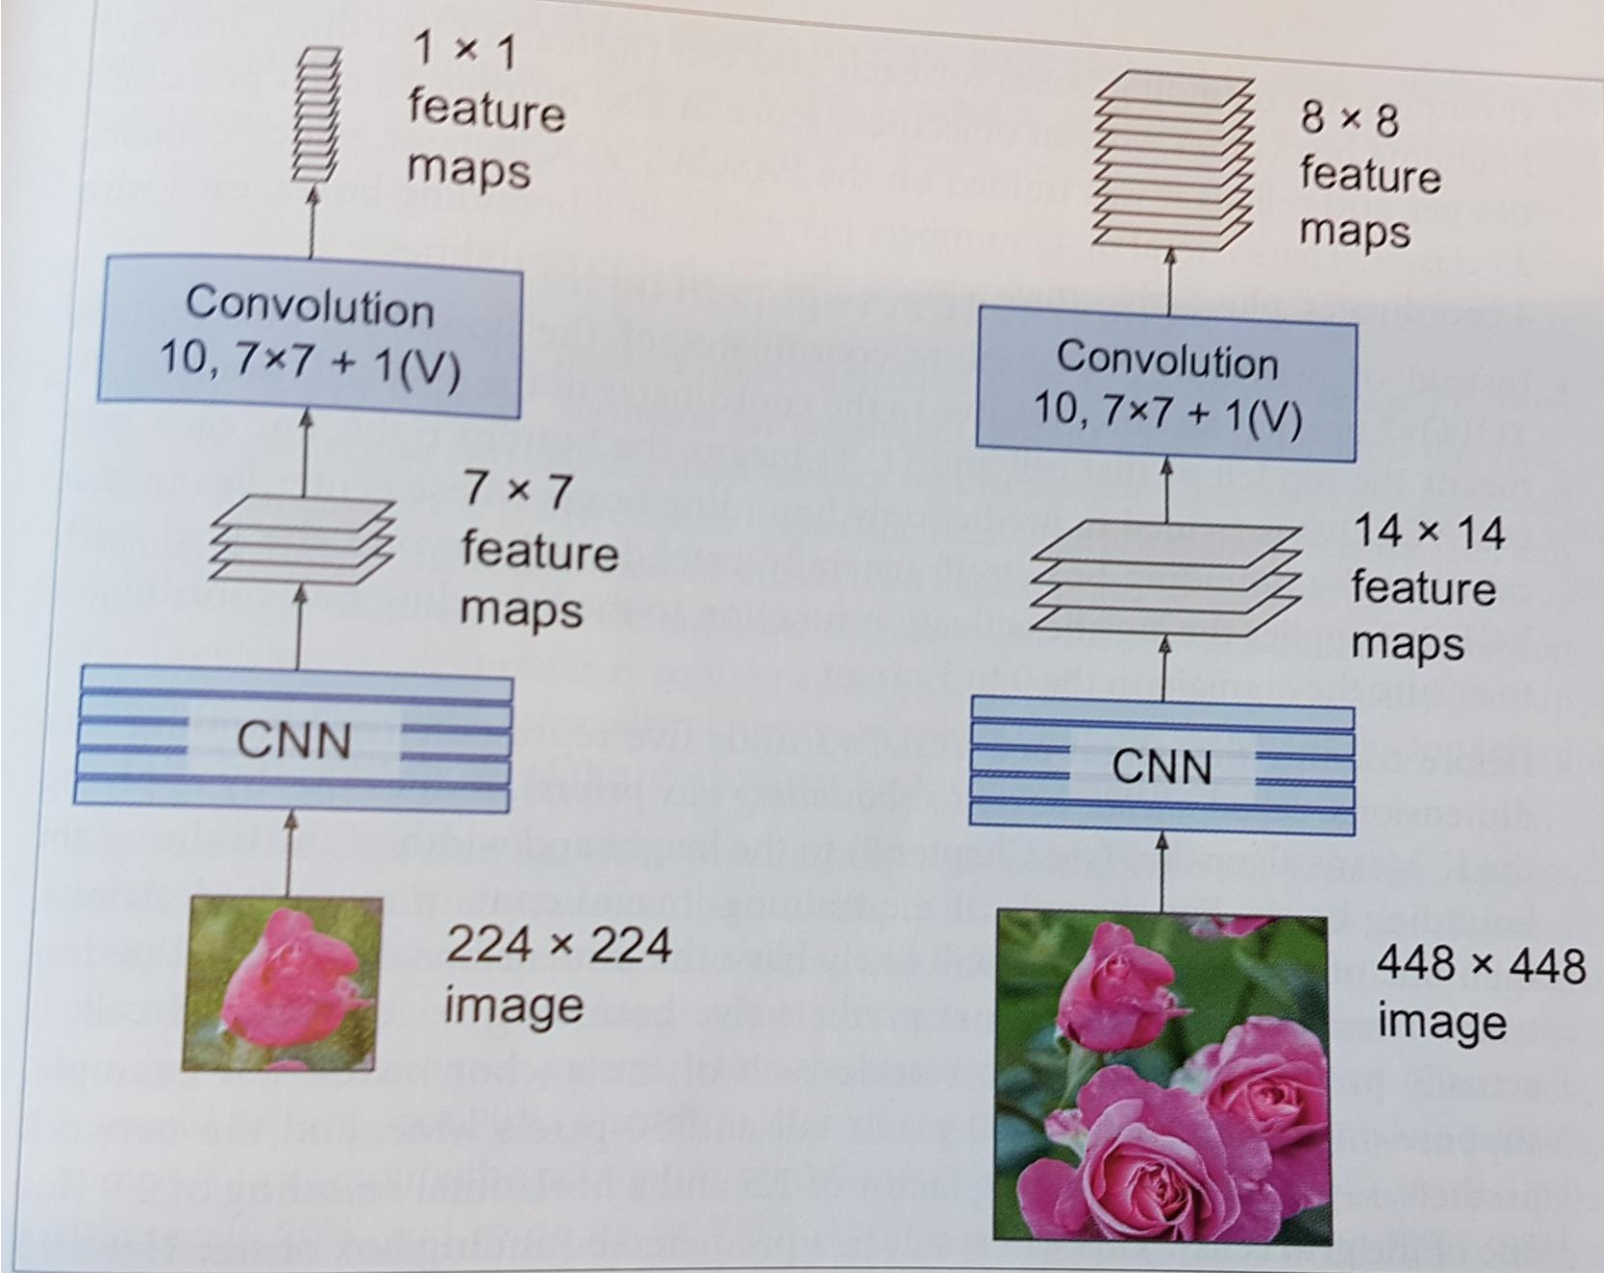 1 × 1
feature
maps
Convolution
10, 7×7 + 1(V)
7 × 7
feature
maps
CNN
224 × 224
image
8 × 8
feature
maps
Convolution
10, 7×7 + 1(V)
14 × 14
feature
maps
CNN
448 × 448
image